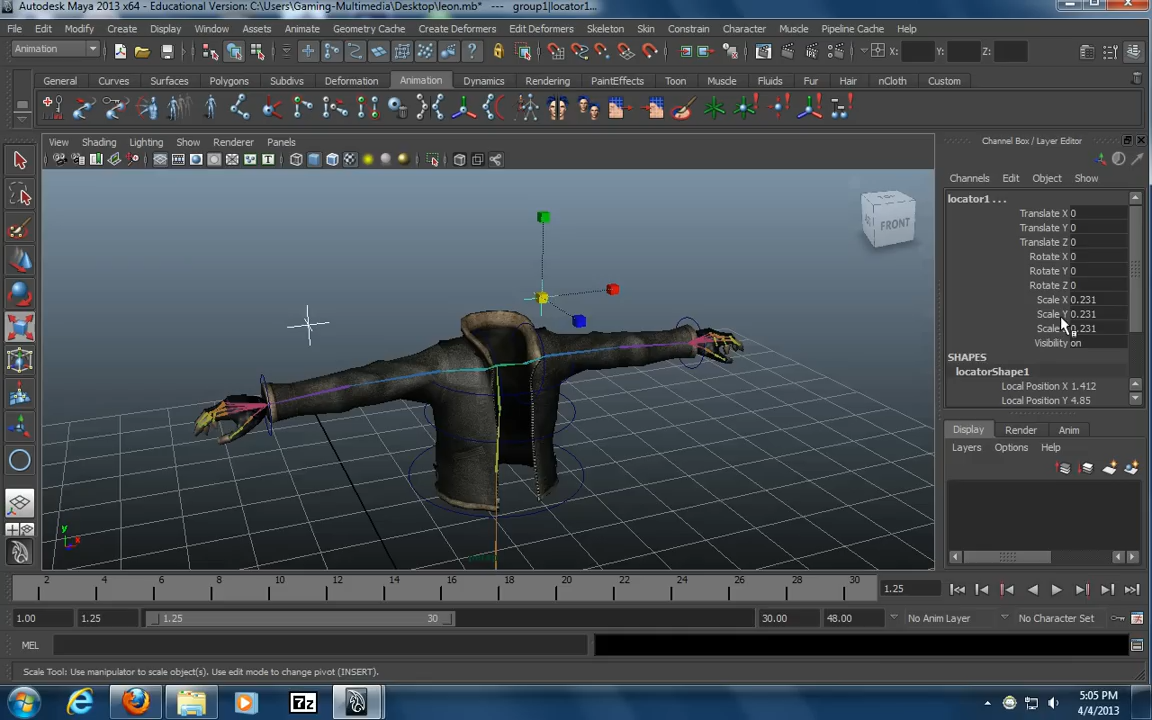 Autodesk Maya 2013 x64 - Educational Version: C:\Users\Gaming-Multimedia\Desktop\leon.mb* --- group1|locator1...
File Edit Modify Create Display Window Assets Animate Geometry Cache Create Deformers Edit Deformers Skeleton Skin Constrain Character Muscle Pipeline Cache Help
Animation X: Y: Z:
General Curves Surfaces Polygons Subdivs Deformation Animation Dynamics Rendering PaintEffects Toon Muscle Fluids Fur Hair nCloth Custom
View Shading Lighting Show Renderer Panels
Channel Box / Layer Editor
Channels Edit Object Show
locator1 . . .
Translate X 0
Translate Y 0
Translate Z 0
Rotate X 0
Rotate Y 0
Rotate Z 0
Scale X 0.231
Scale Y 0.231
Scale 0.231
Visibility on
SHAPES
locatorShape1
Local Position X 1.412
Local Position Y 4.85
FRONT
Display Render Anim
Layers Options Help
y
x
2 4 6 8 10 12 14 16 18 20 22 24 26 28 30
1.25
1.00 1.25 1.25 30 30.00 48.00 No Anim Layer No Character Set
MEL
Scale Tool: Use manipulator to scale object(s). Use edit mode to change pivot (INSERT).
7z
5:05 PM
4/4/2013